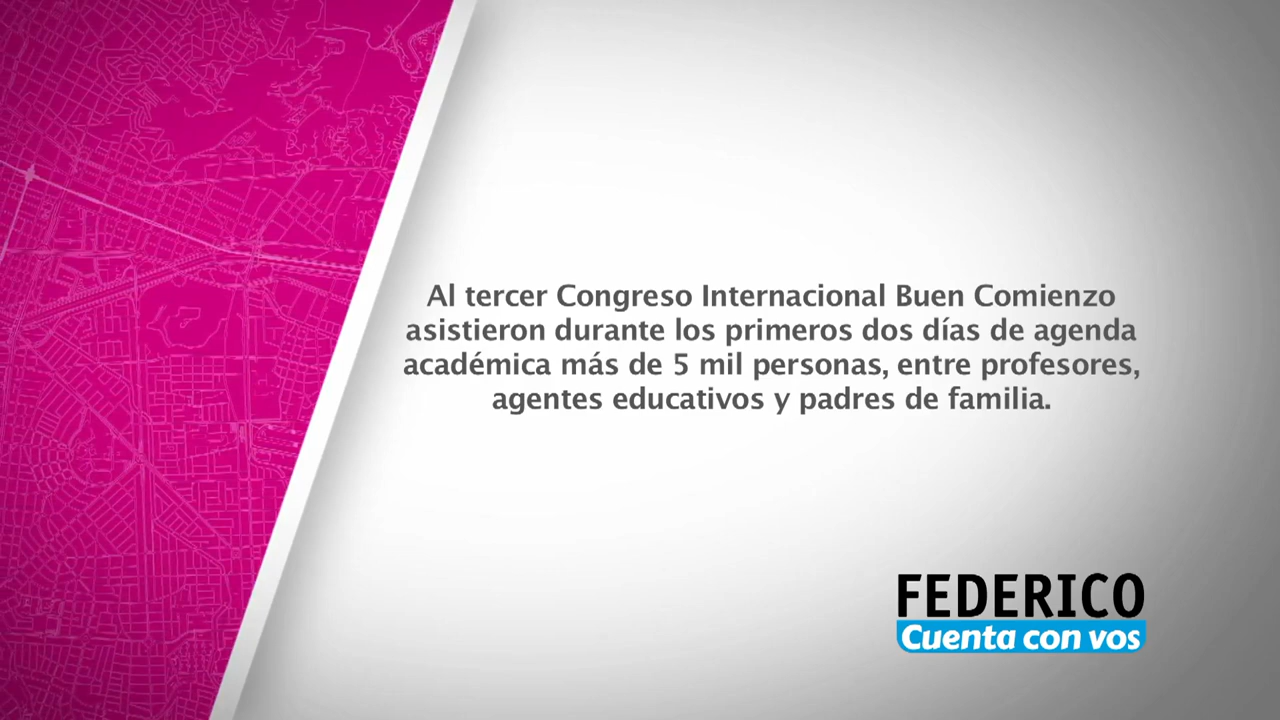 Al tercer Congreso Internacional Buen Comienzo
asistieron durante los primeros dos días de agenda
académica más de 5 mil personas, entre profesores,
agentes educativos y padres de familia.
FEDERICO
Cuenta con vos